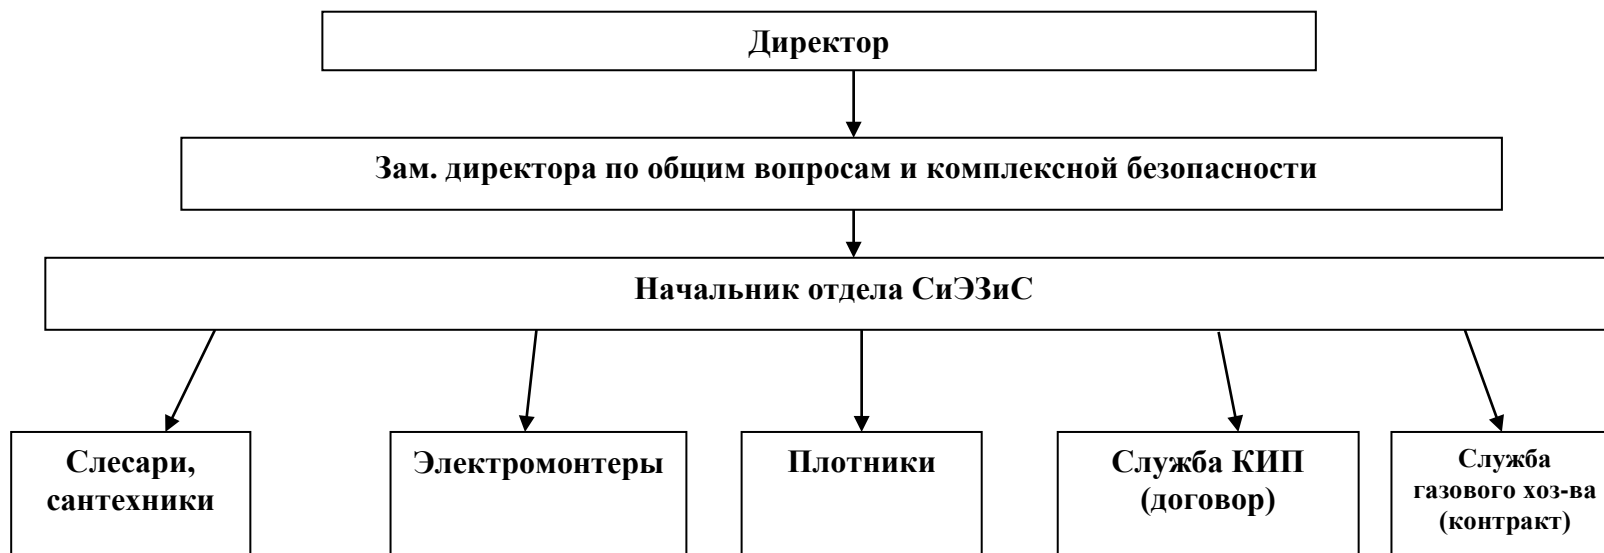 Директор
Зам. директора по общим вопросам и комплексной безопасности
Начальник отдела СиЭЗиС
Слесари,
сантехники
Электромонтеры
Плотники
Служба КИП
(договор)
Служба
газового хоз-ва
(контракт)